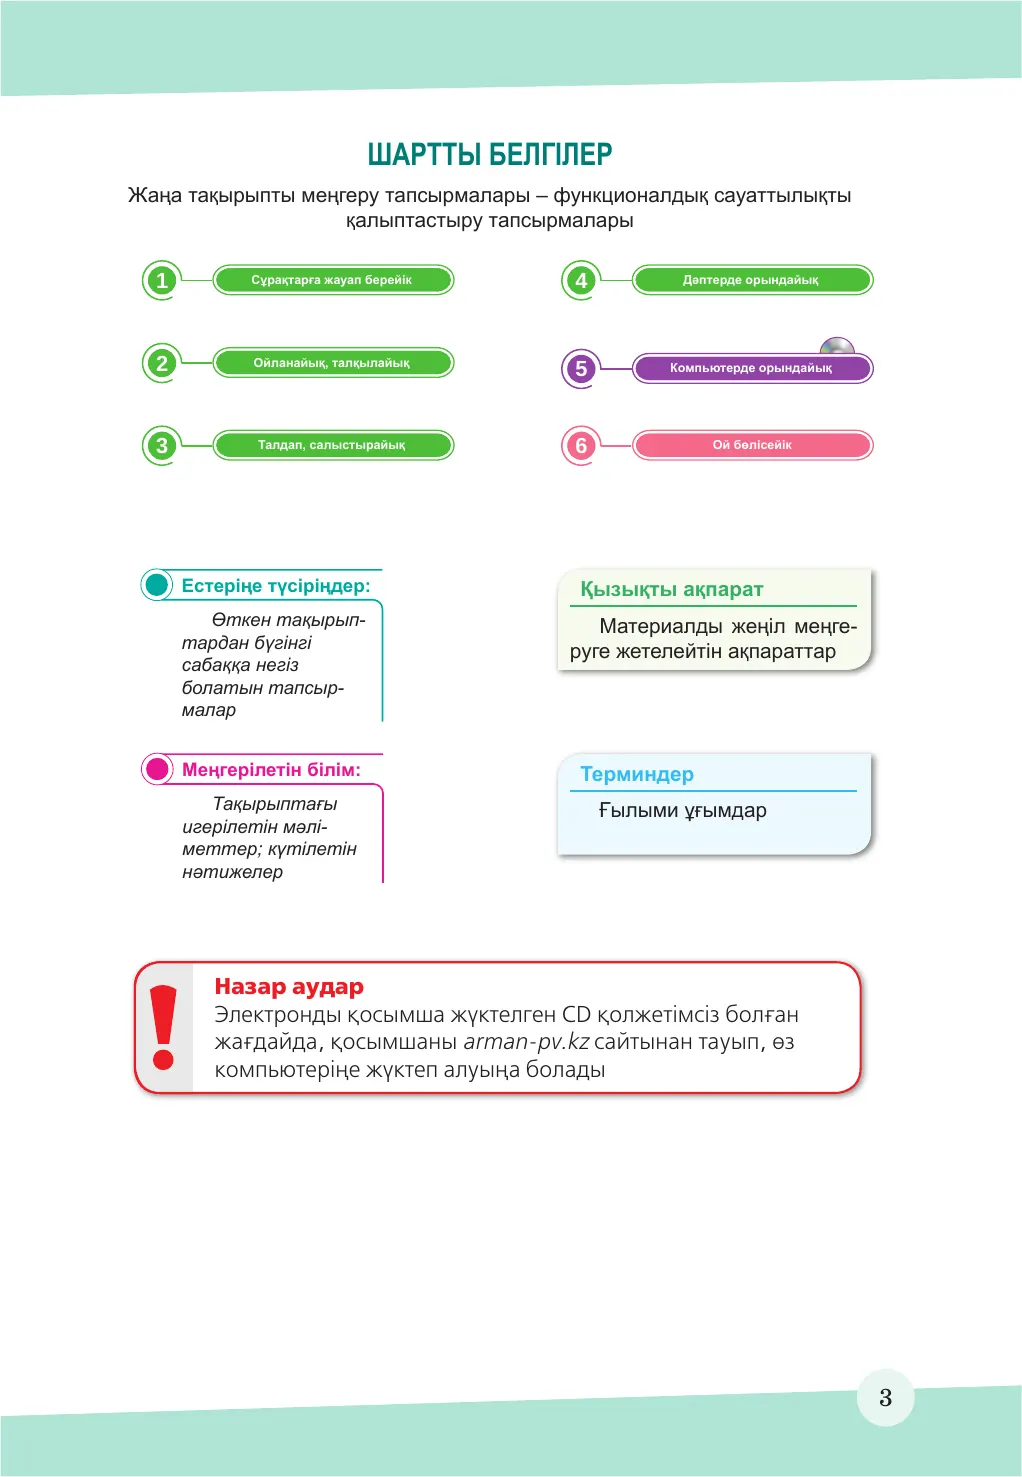 ШАРТТЫ БЕЛГІЛЕР
Жаңа тақырыпты меңгеру тапсырмалары – функционалдық сауаттылықты
қалыптастыру тапсырмалары
1 Сұрақтарға жауап берейік
2 Ойланайық, талқылайық
3 Талдап, салыстырайық
4 Дәптерде орындайық
5 Компьютерде орындайық
6 Ой бөлісейік
Естеріңе түсіріңдер:
Өткен тақырып-
тардан бүгінгі
сабаққа негіз
болатын тапсыр-
малар
Қызықты ақпарат
Материалды жеңіл меңге-
руге жетелейтін ақпараттар
Меңгерілетін білім:
Тақырыптағы
игерілетін мәлі-
меттер; күтілетін
нәтижелер
Терминдер
Ғылыми ұғымдар
!
Назар аудар
Электронды қосымша жүктелген CD қолжетімсіз болған
жағдайда, қосымшаны arman-pv.kz сайтынан тауып, өз
компьютеріңе жүктеп алуыңа болады
3